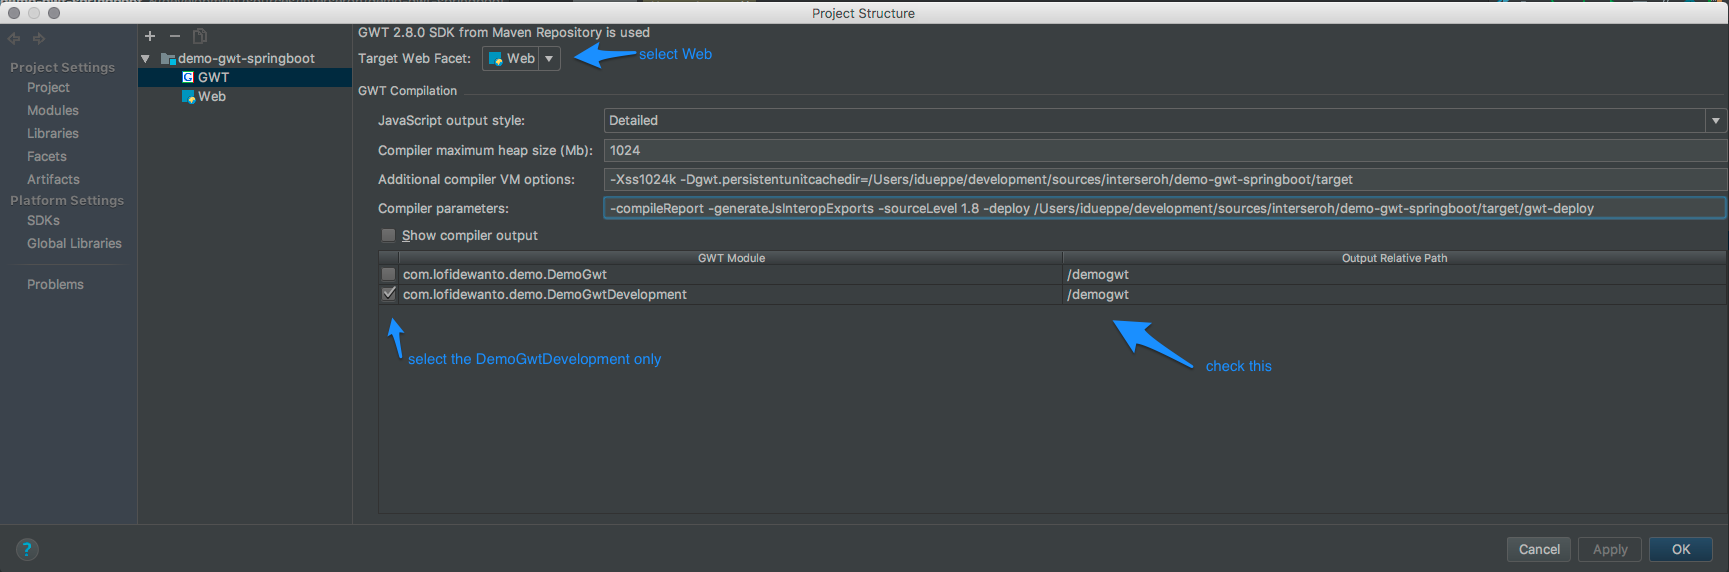 Project Structure
Project Settings
Project
Modules
Libraries
Facets
Artifacts
Platform Settings
SDKs
Global Libraries
Problems
demo-gwt-springboot
GWT
Web
GWT 2.8.0 SDK from Maven Repository is used
Target Web Facet: Web select Web
GWT Compilation
JavaScript output style: Detailed
Compiler maximum heap size (Mb): 1024
Additional compiler VM options: -Xss1024k -Dgwt.persistentunitcachedir=/Users/idueppe/development/sources/interseroh/demo-gwt-springboot/target
Compiler parameters: -compileReport -generateJsInteropExports -sourceLevel 1.8 -deploy /Users/idueppe/development/sources/interseroh/demo-gwt-springboot/target/gwt-deploy
Show compiler output
GWT Module Output Relative Path
com.lofidewanto.demo.DemoGwt /demogwt
com.lofidewanto.demo.DemoGwtDevelopment /demogwt
select the DemoGwtDevelopment only
check this
? Cancel Apply OK